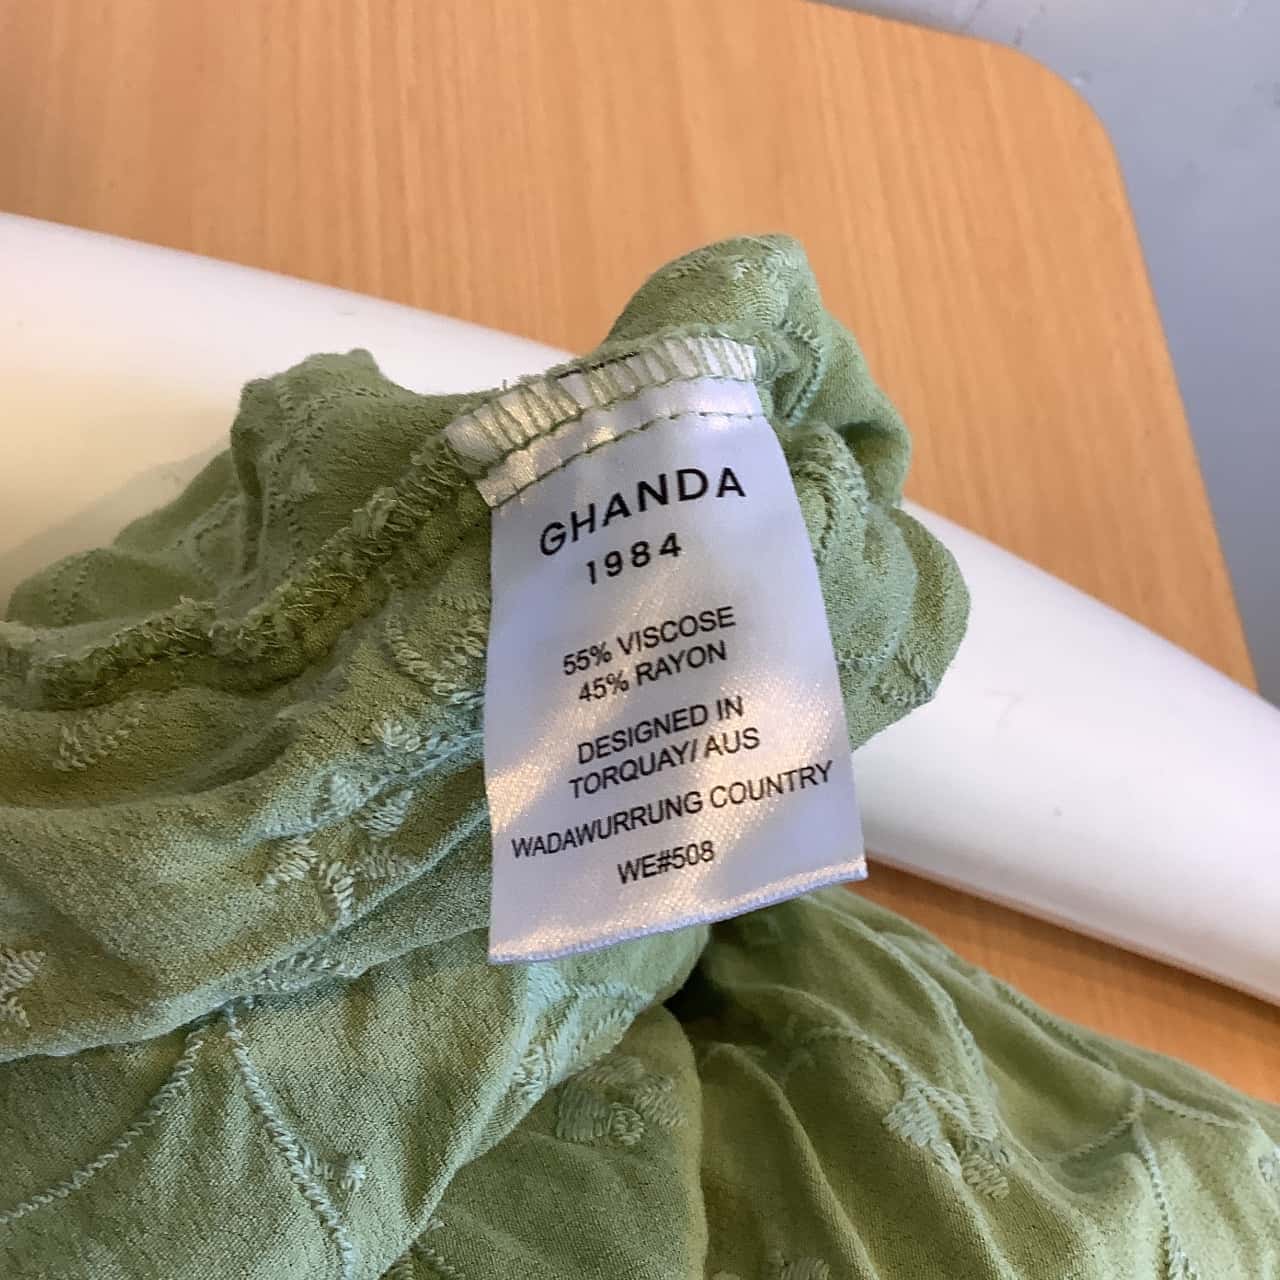 GHANDA
1984
55% VISCOSE
45% RAYON
DESIGNED IN
TORQUAY/ AUS
WADAWURRUNG COUNTRY
WE#508